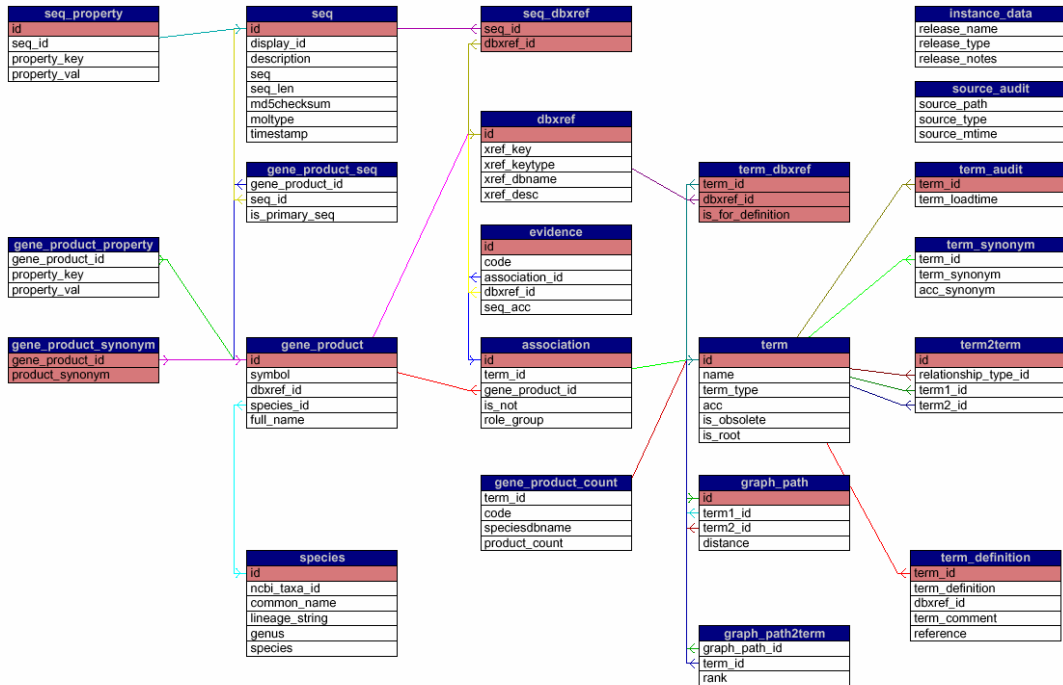 seq_property
id
seq_id
property_key
property_val
seq
id
display_id
description
seq
seq_len
md5checksum
moltype
timestamp
seq_dbxref
seq_id
dbxref_id
instance_data
release_name
release_type
release_notes
source_audit
source_path
source_type
source_mtime
dbxref
id
xref_key
xref_keytype
xref_dbname
xref_desc
gene_product_seq
gene_product_id
seq_id
is_primary_seq
term_dbxref
term_id
dbxref_id
is_for_definition
term_audit
term_id
term_loadtime
gene_product_property
gene_product_id
property_key
property_val
evidence
id
code
association_id
dbxref_id
seq_acc
term_synonym
term_id
term_synonym
acc_synonym
gene_product_synonym
gene_product_id
product_synonym
gene_product
id
symbol
dbxref_id
species_id
full_name
association
id
term_id
gene_product_id
is_not
role_group
term
id
name
term_type
acc
is_obsolete
is_root
term2term
id
relationship_type_id
term1_id
term2_id
gene_product_count
term_id
code
speciesdbname
product_count
graph_path
id
term1_id
term2_id
distance
species
id
ncbi_taxa_id
common_name
lineage_string
genus
species
term_definition
term_id
term_definition
dbxref_id
term_comment
reference
graph_path2term
graph_path_id
term_id
rank